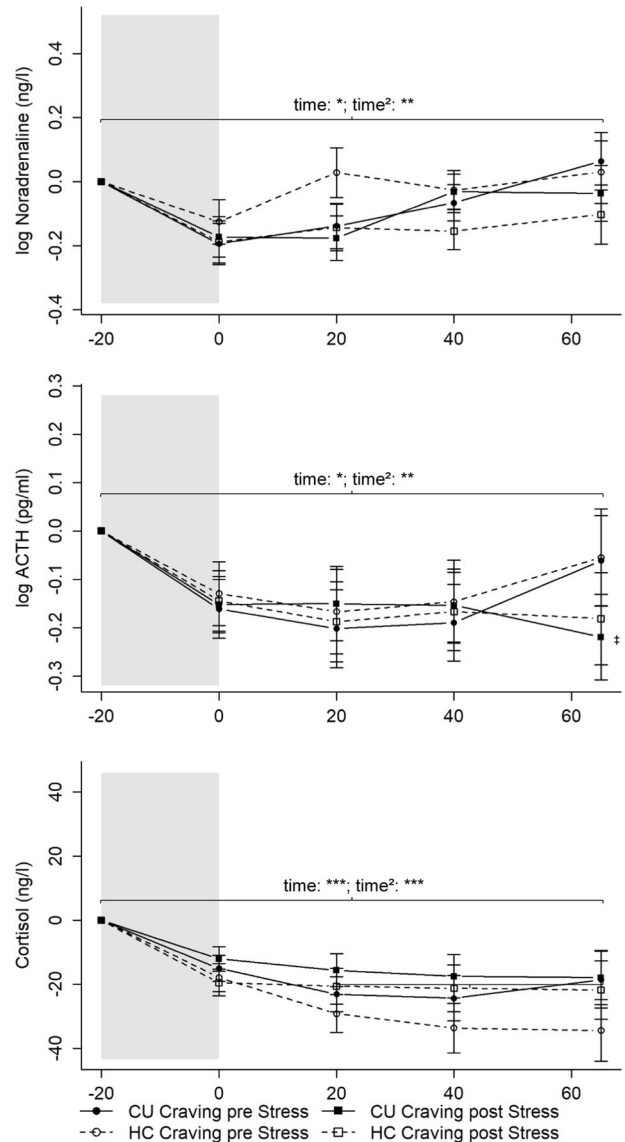 log Noradrenaline (ng/l)
0.4
0.2
0.0
-0.2
-0.4
time: *; time²: **
-20 0 20 40 60
log ACTH (pg/ml)
0.3
0.2
0.1
0.0
-0.1
-0.2
-0.3
time: *; time²: **
‡
-20 0 20 40 60
Cortisol (ng/l)
40
20
0
-20
-40
time: ***; time²: ***
-20 0 20 40 60
CU Craving pre Stress CU Craving post Stress
HC Craving pre Stress HC Craving post Stress